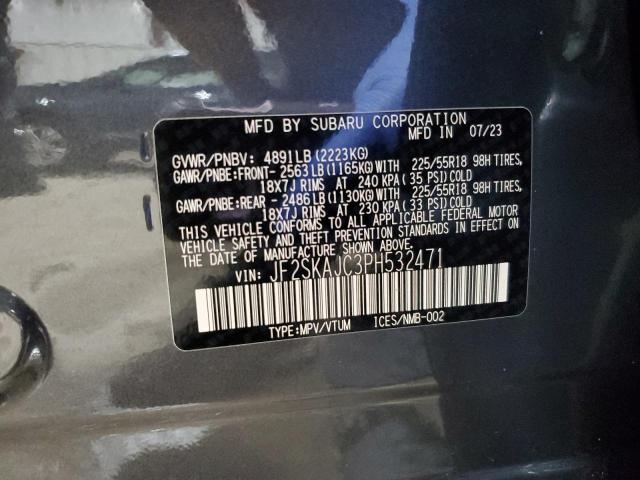 MFD BY SUBARU CORPORATION
MFD IN 07/23
GVWR/PNBV: 4891LB (2223KG)
GAWR/PNBE:FRONT- 2563LB (1165KG)WITH 225/55R18 98H TIRES,
18X7J RIMS AT 240 KPA (35 PSI)COLD
GAWR/PNBE:REAR - 2486LB (1130KG)WITH 225/55R18 98H TIRES,
18X7J RIMS AT 230 KPA (33 PSI)COLD
THIS VEHICLE CONFORMS TO ALL APPLICABLE FEDERAL MOTOR
VEHICLE SAFETY AND BUMPER STANDARDS IN EFFECT ON
THE DATE OF MANUFACTURE SHOWN ABOVE.
VIN: JF2SKAJC3PH532471
TYPE:MPV/VTUM ICES/NMB-002